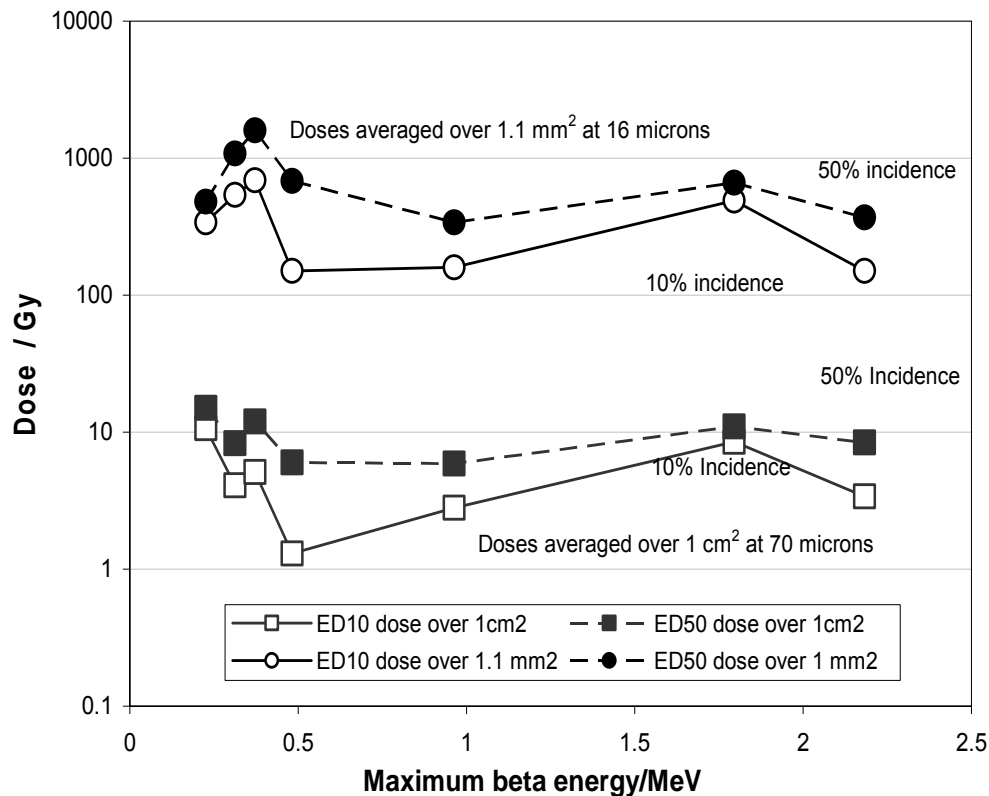 10000
1000
100
10
1
0.1
Dose / Gy
Doses averaged over 1.1 mm² at 16 microns
50% incidence
10% incidence
50% Incidence
10% Incidence
Doses averaged over 1 cm² at 70 microns
ED10 dose over 1cm2
ED50 dose over 1cm2
ED10 dose over 1.1 mm2
ED50 dose over 1 mm2
0 0.5 1 1.5 2 2.5
Maximum beta energy/MeV